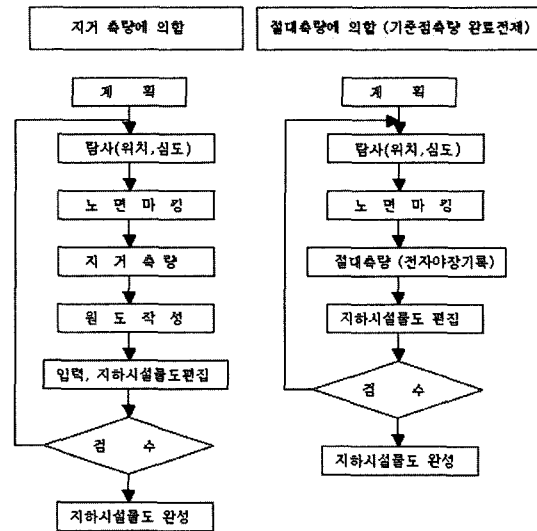 지거 측량에 의함
계 획
탐사(위치,심도)
노 면 마 킹
지 거 측 량
원 도 작 성
입력, 지하시설물도편집
검 수
지하시설물도 완성
절대측량에 의함 (기준점측량 완료전제)
계 획
탐사(위치,심도)
노 면 마 킹
절대측량 (전자야장기록)
지하시설물도 편집
검 수
지하시설물도 완성